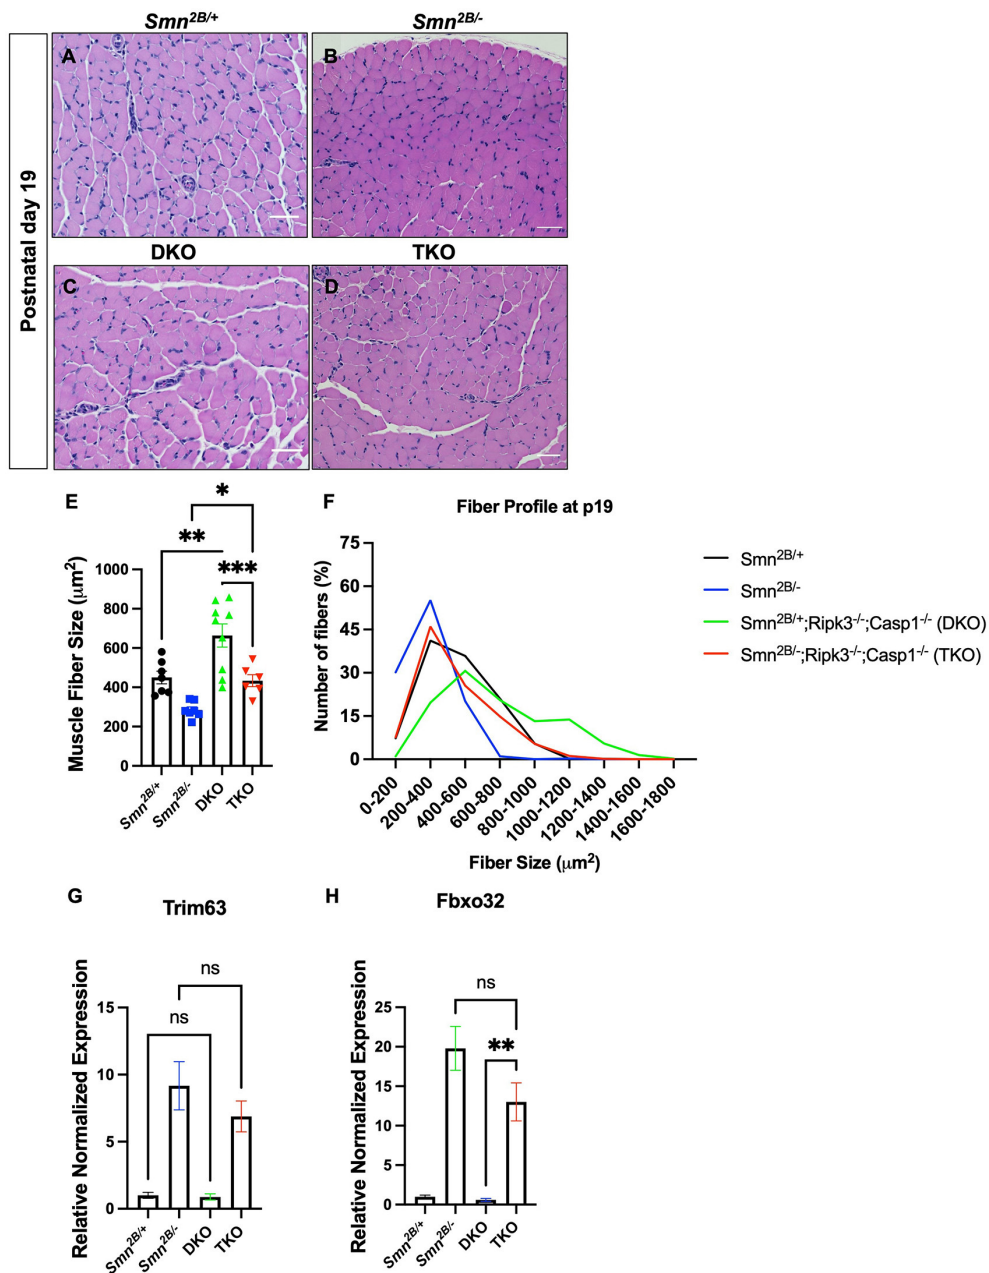 Smn2B/+
Smn2B/-
A
B
Postnatal day 19
DKO
TKO
C
D
E
*
**
***
Muscle Fiber Size (μm2)
1000
800
600
400
200
0
Smn2B/+
Smn2B/-
DKO
TKO
F
Fiber Profile at p19
Number of fibers (%)
75
60
45
30
15
0
0-200
200-400
400-600
600-800
800-1000
1000-1200
1200-1400
1400-1600
1600-1800
Fiber Size (μm2)
Smn2B/+
Smn2B/-
Smn2B/+;Ripk3-/-;Casp1-/- (DKO)
Smn2B/-;Ripk3-/-;Casp1-/- (TKO)
G
Trim63
Relative Normalized Expression
15
10
5
0
ns
ns
Smn2B/+
Smn2B/-
DKO
TKO
H
Fbxo32
Relative Normalized Expression
25
20
15
10
5
0
ns
**
Smn2B/+
Smn2B/-
DKO
TKO